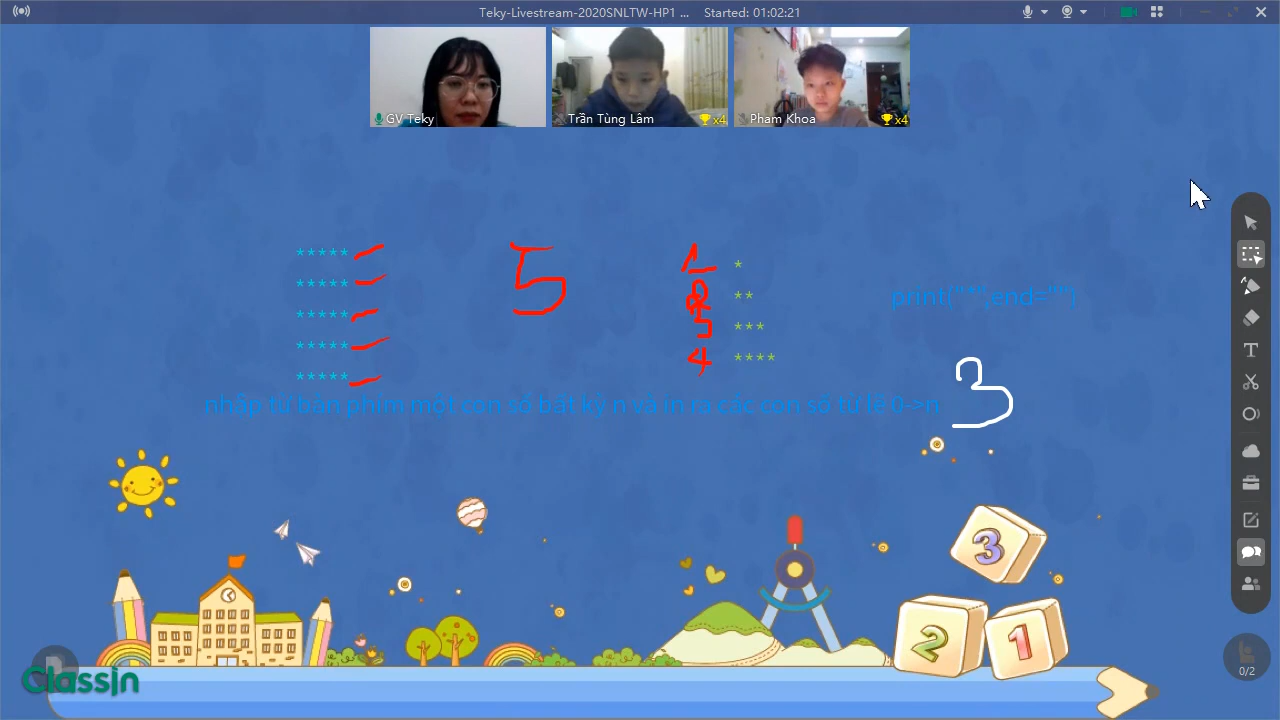 Teky-Livestream-2020SNLTW-HP1 ... Started: 01:02:21
GV Teky
Trần Tùng Lâm x4
Pham Khoa x4
***** 
*****
*****
*****
*****
5
1 *
**
3 ***
4 ****
print("*",end="")
nhập từ bàn phím một con số bất kỳ n và in ra các con số từ lẻ 0->n
3
3
2
1
ClassIn
0/2